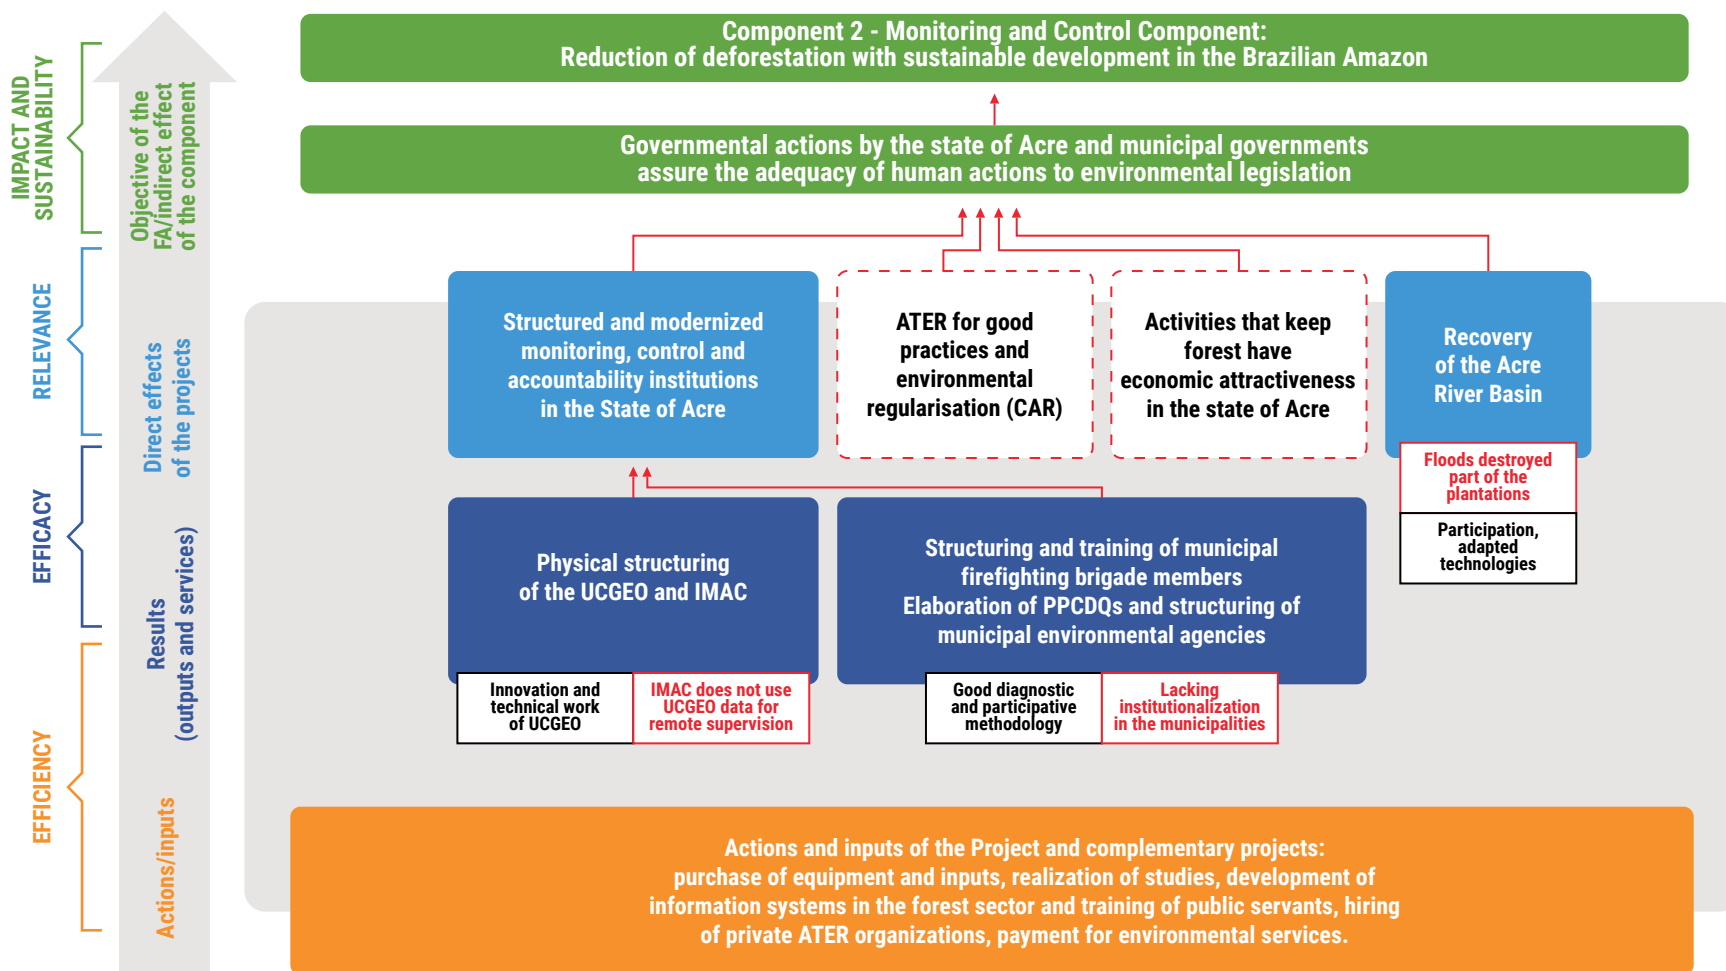 Component 2 - Monitoring and Control Component:
Reduction of deforestation with sustainable development in the Brazilian Amazon
IMPACT AND
SUSTAINABILITY
Objective of the
FA/indirect effect
of the component
Governmental actions by the state of Acre and municipal governments
assure the adequacy of human actions to environmental legislation
RELEVANCE
Direct effects
of the projects
Structured and modernized
monitoring, control and
accountability institutions
in the State of Acre
ATER for good
practices and
environmental
regularisation (CAR)
Activities that keep
forest have
economic attractiveness
in the state of Acre
Recovery
of the Acre
River Basin
Floods destroyed
part of the
plantations
Participation,
adapted
technologies
EFFICACY
Results
(outputs and services)
Physical structuring
of the UCGEO and IMAC
Innovation and
technical work
of UCGEO
IMAC does not use
UCGEO data for
remote supervision
Structuring and training of municipal
firefighting brigade members
Elaboration of PPCDQs and structuring of
municipal environmental agencies
Good diagnostic
and participative
methodology
Lacking
institutionalization
in the municipalities
EFFICIENCY
Actions/inputs
Actions and inputs of the Project and complementary projects:
purchase of equipment and inputs, realization of studies, development of
information systems in the forest sector and training of public servants, hiring
of private ATER organizations, payment for environmental services.